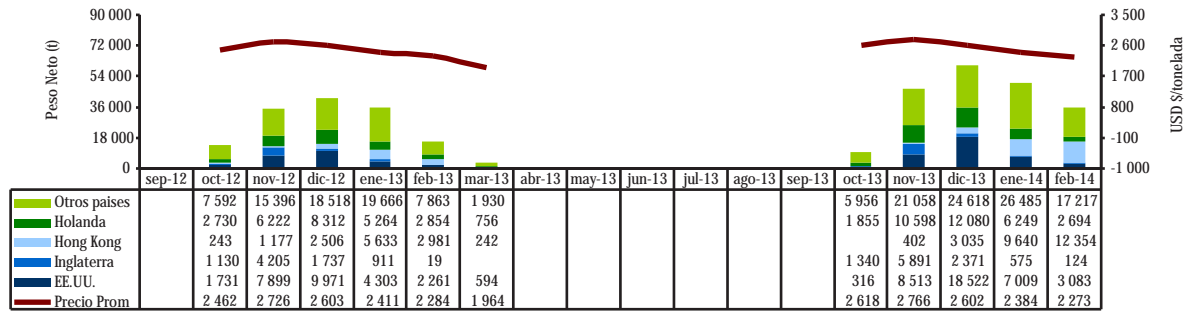 90 000
72 000
54 000
36 000
18 000
0
Peso Neto (t)
3 500
2 600
1 700
800
-100
-1 000
USD $/tonelada
sep-12 oct-12 nov-12 dic-12 ene-13 feb-13 mar-13 abr-13 may-13 jun-13 jul-13 ago-13 sep-13 oct-13 nov-13 dic-13 ene-14 feb-14
Otros paises 7 592 15 396 18 518 19 666 7 863 1 930 5 956 21 058 24 618 26 485 17 217
Holanda 2 730 6 222 8 312 5 264 2 854 756 1 855 10 598 12 080 6 249 2 694
Hong Kong 243 1 177 2 506 5 633 2 981 242 402 3 035 9 640 12 354
Inglaterra 1 130 4 205 1 737 911 19 1 340 5 891 2 371 575 124
EE.UU. 1 731 7 899 9 971 4 303 2 261 594 316 8 513 18 522 7 009 3 083
Precio Prom 2 462 2 726 2 603 2 411 2 284 1 964 2 618 2 766 2 602 2 384 2 273